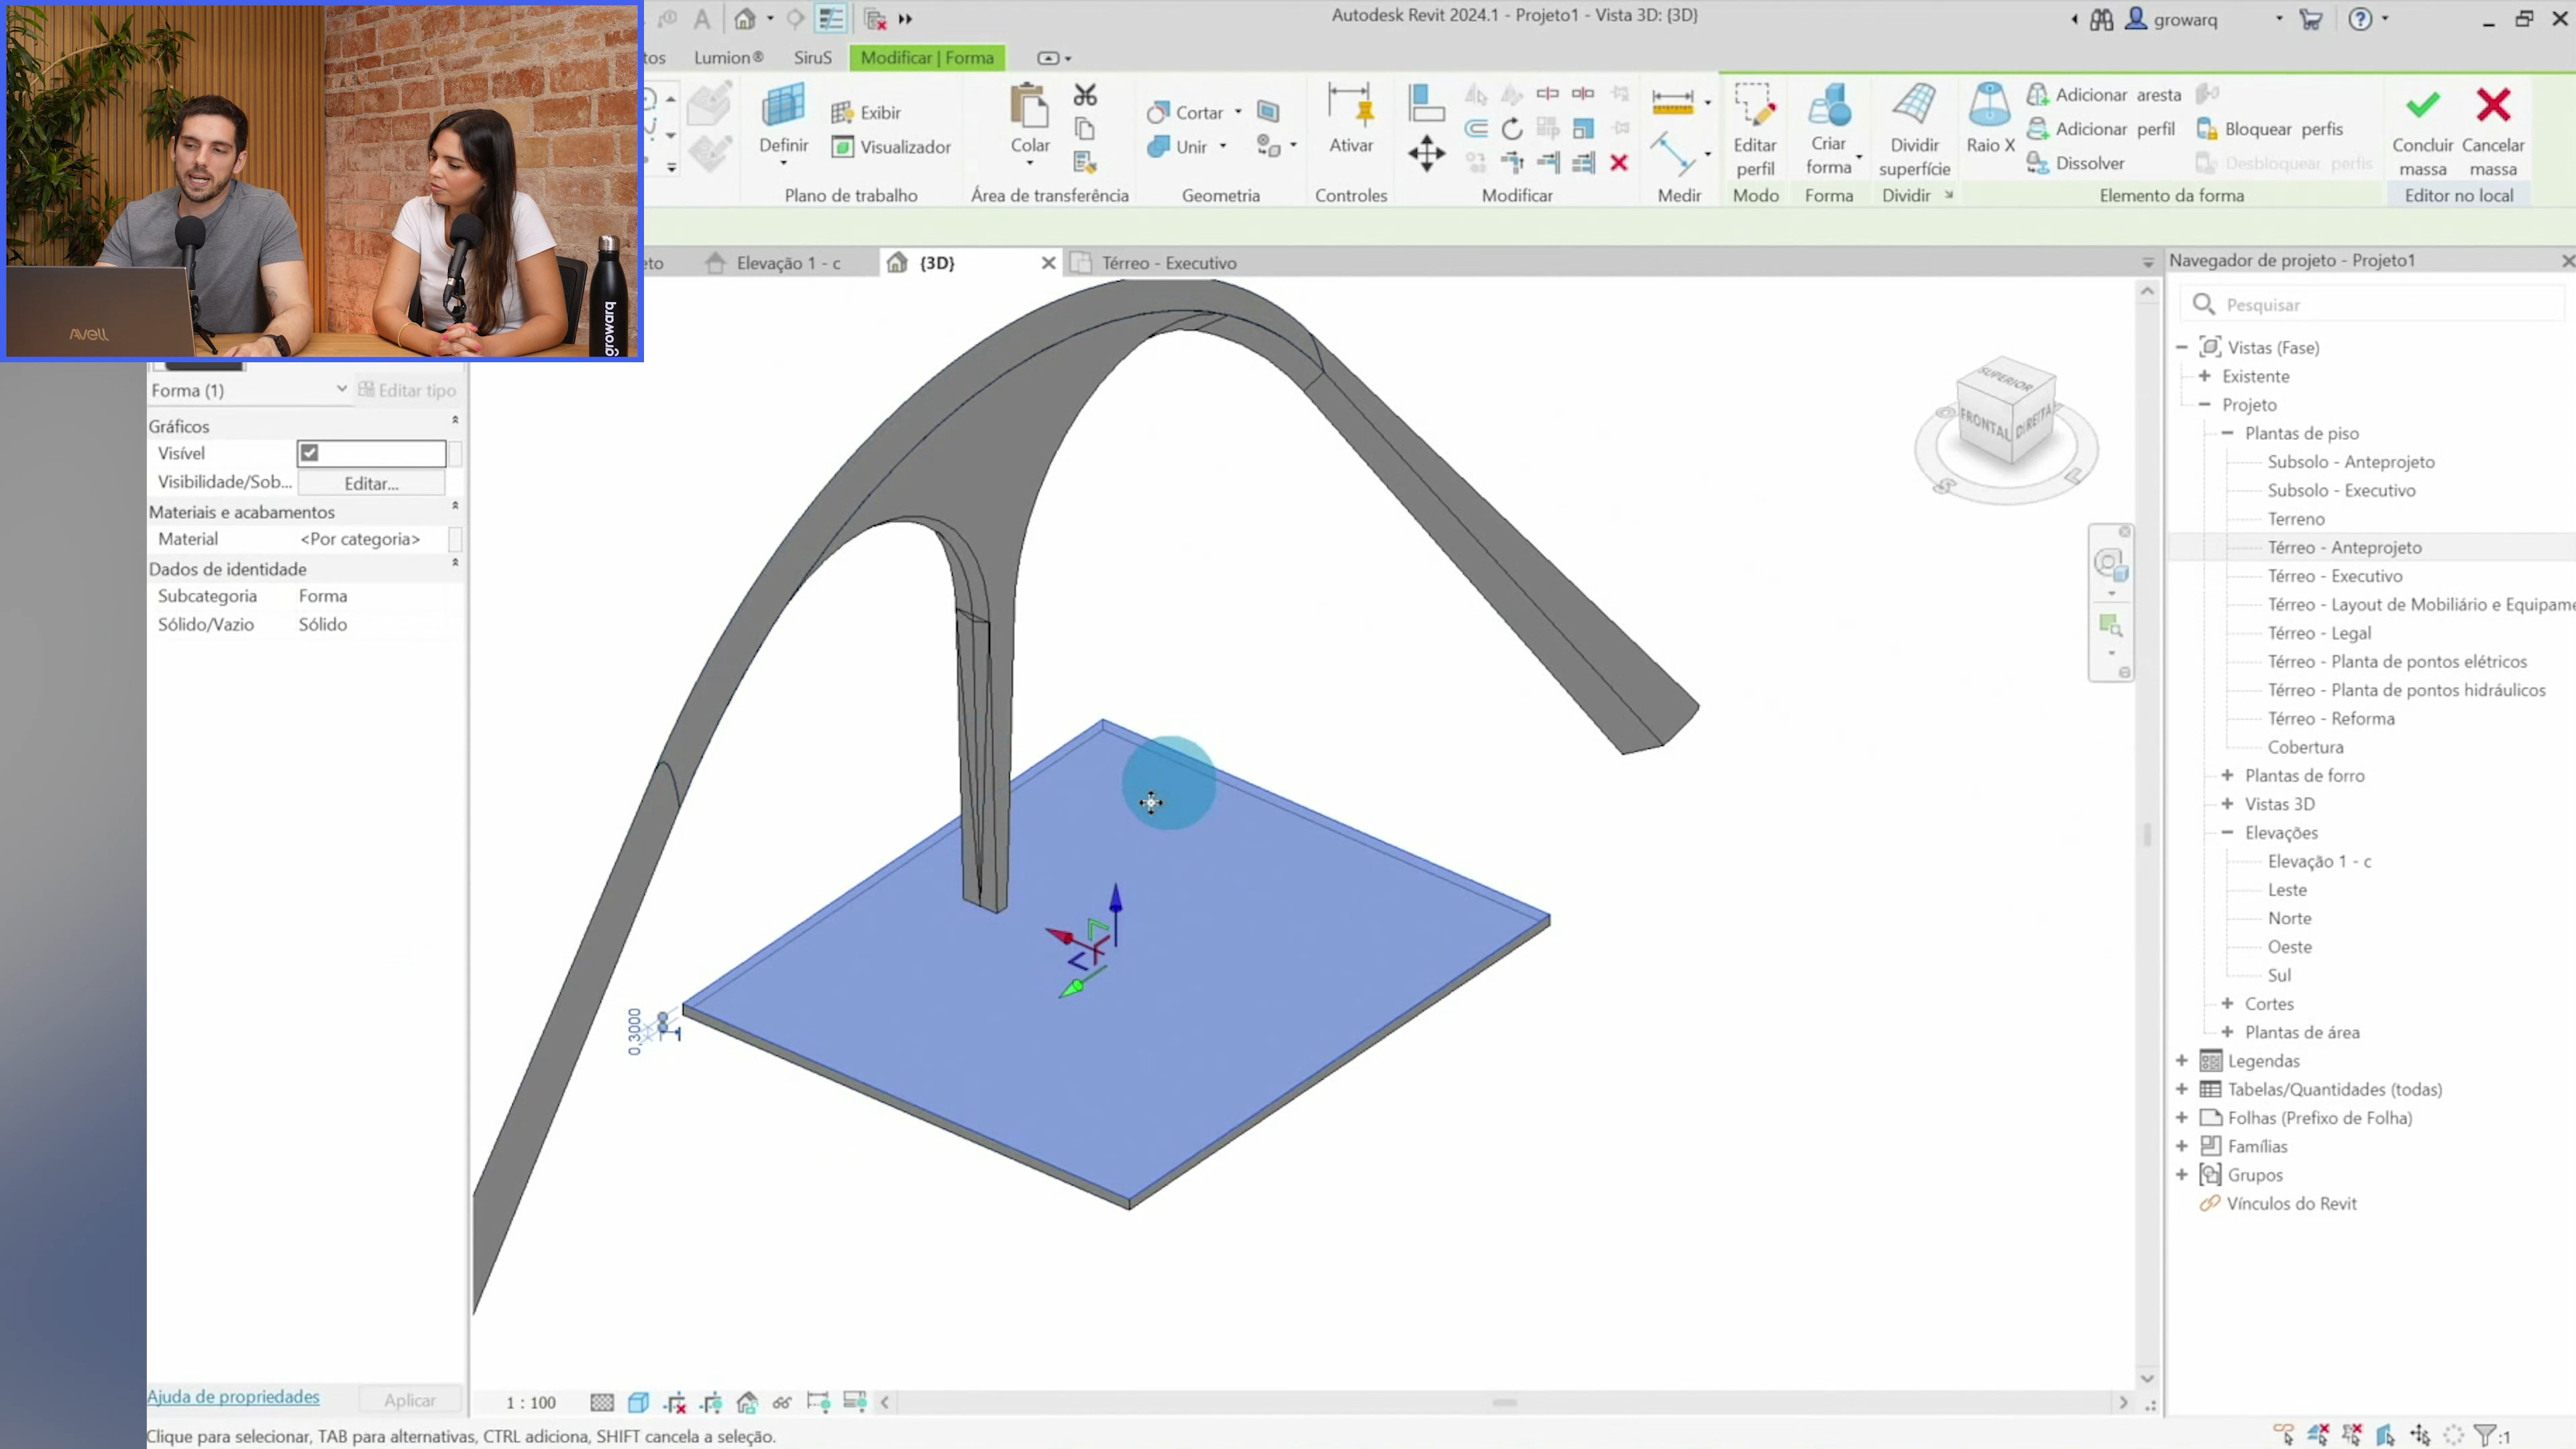 Autodesk Revit 2024.1 - Projeto1 - Vista 3D: {3D}
growarq
tos
Lumion®
SiruS
Modificar | Forma
Definir
Exibir
Visualizador
Plano de trabalho
Colar
Área de transferência
Cortar
Unir
Geometria
Ativar
Controles
Modificar
Medir
Editar perfil
Modo
Criar forma
Forma
Dividir superfície
Dividir
Raio X
Adicionar aresta
Adicionar perfil
Dissolver
Bloquear perfis
Desbloquear perfis
Elemento da forma
Concluir massa
Cancelar massa
Editor no local
eto
Elevação 1 - c
{3D}
Térreo - Executivo
Avell
growarq
Forma (1)
Editar tipo
Gráficos
Visível
Visibilidade/Sob...
Editar...
Materiais e acabamentos
Material
<Por categoria>
Dados de identidade
Subcategoria
Forma
Sólido/Vazio
Sólido
Ajuda de propriedades
Aplicar
SUPERIOR
FRONTAL
DIREITA
S
L
0,3000
1 : 100
Clique para selecionar, TAB para alternativas, CTRL adiciona, SHIFT cancela a seleção.
:1
Navegador de projeto - Projeto1
Pesquisar
Vistas (Fase)
Existente
Projeto
Plantas de piso
Subsolo - Anteprojeto
Subsolo - Executivo
Terreno
Térreo - Anteprojeto
Térreo - Executivo
Térreo - Layout de Mobiliário e Equipame
Térreo - Legal
Térreo - Planta de pontos elétricos
Térreo - Planta de pontos hidráulicos
Térreo - Reforma
Cobertura
Plantas de forro
Vistas 3D
Elevações
Elevação 1 - c
Leste
Norte
Oeste
Sul
Cortes
Plantas de área
Legendas
Tabelas/Quantidades (todas)
Folhas (Prefixo de Folha)
Famílias
Grupos
Vínculos do Revit